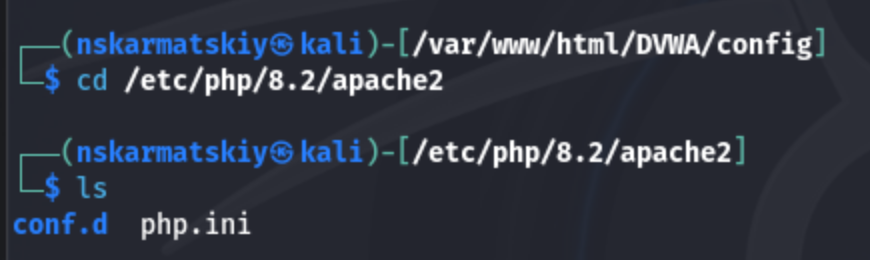 ┌──(nskarmatskiy㉿kali)-[/var/www/html/DVWA/config]
└─$ cd /etc/php/8.2/apache2
┌──(nskarmatskiy㉿kali)-[/etc/php/8.2/apache2]
└─$ ls
conf.d  php.ini